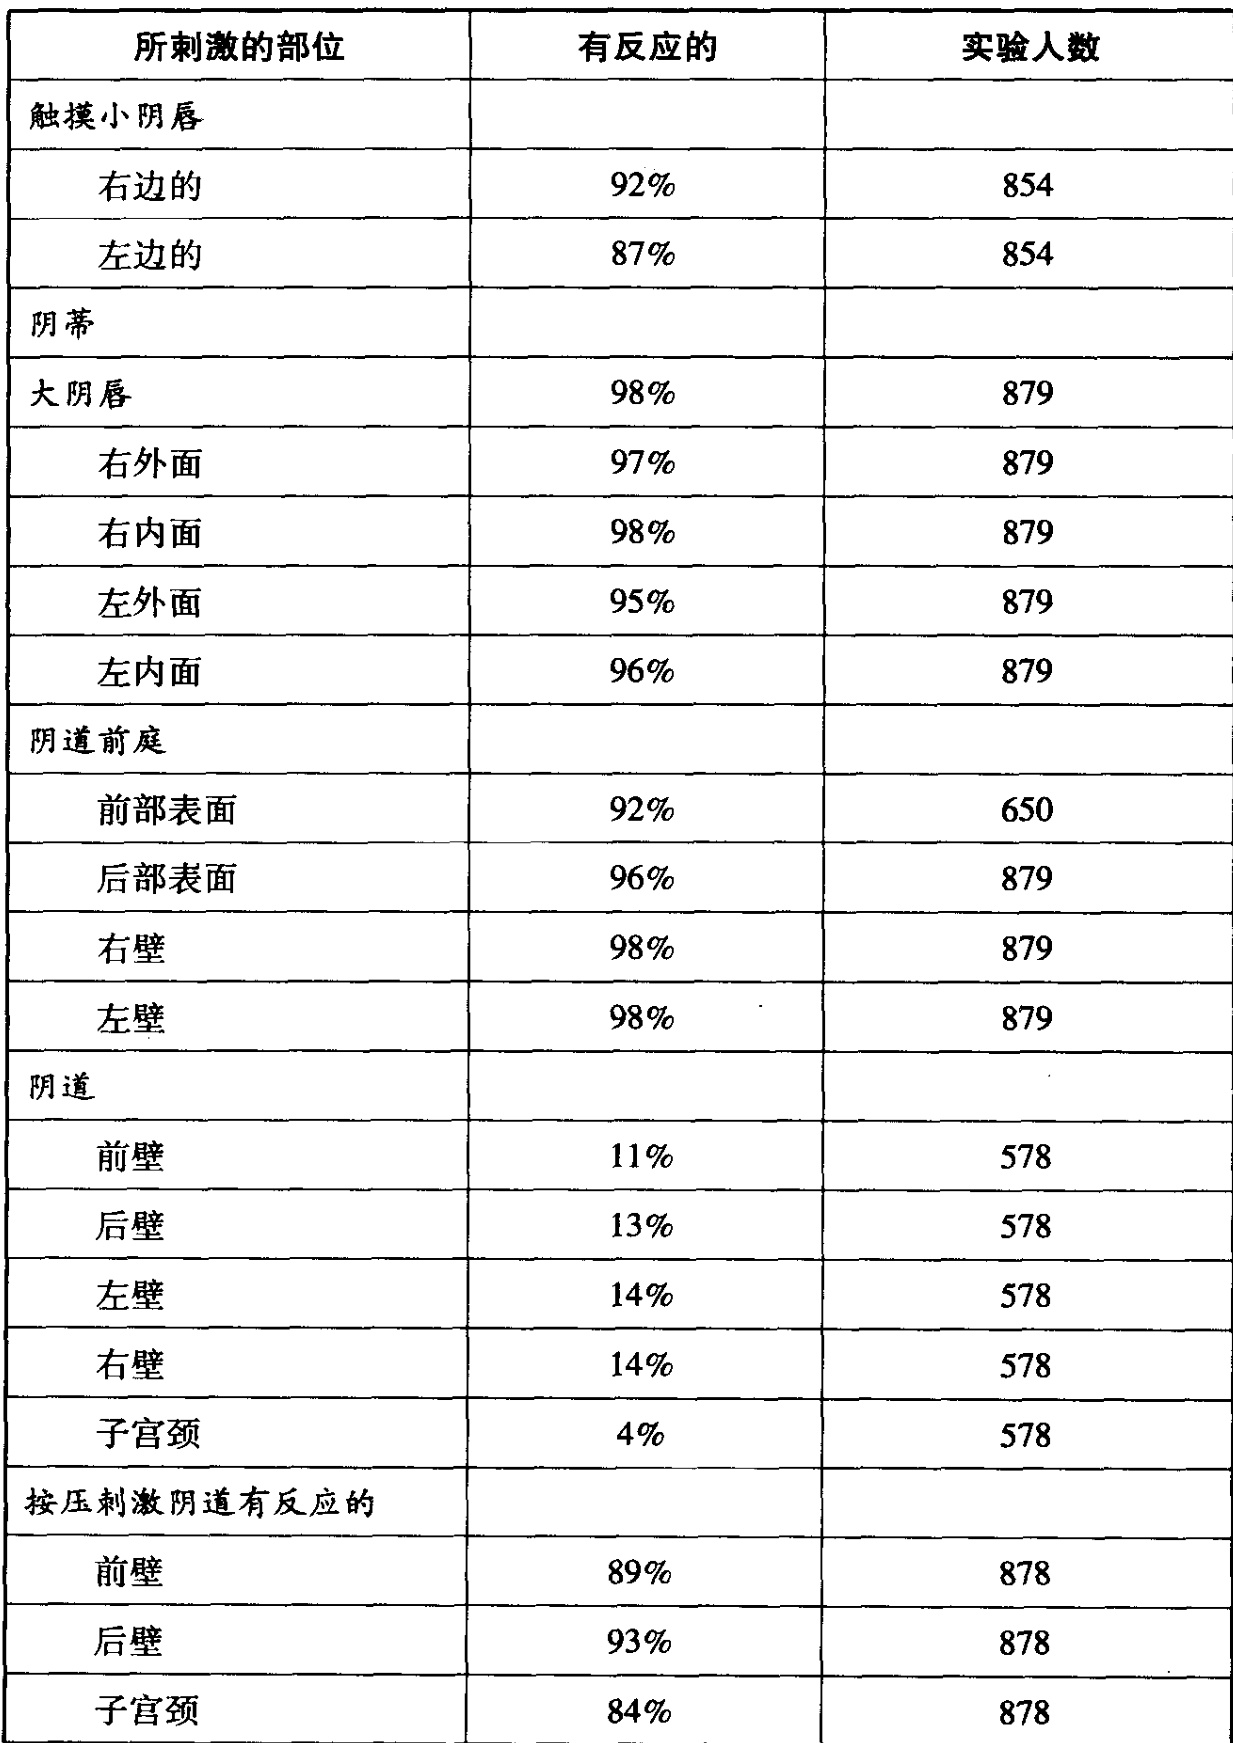 所刺激的部位 有反应的 实验人数
触摸小阴唇
右边的 92% 854
左边的 87% 854
阴蒂
大阴唇 98% 879
右外面 97% 879
右内面 98% 879
左外面 95% 879
左内面 96% 879
阴道前庭
前部表面 92% 650
后部表面 96% 879
右壁 98% 879
左壁 98% 879
阴道
前壁 11% 578
后壁 13% 578
左壁 14% 578
右壁 14% 578
子宫颈 4% 578
按压刺激阴道有反应的
前壁 89% 878
后壁 93% 878
子宫颈 84% 878